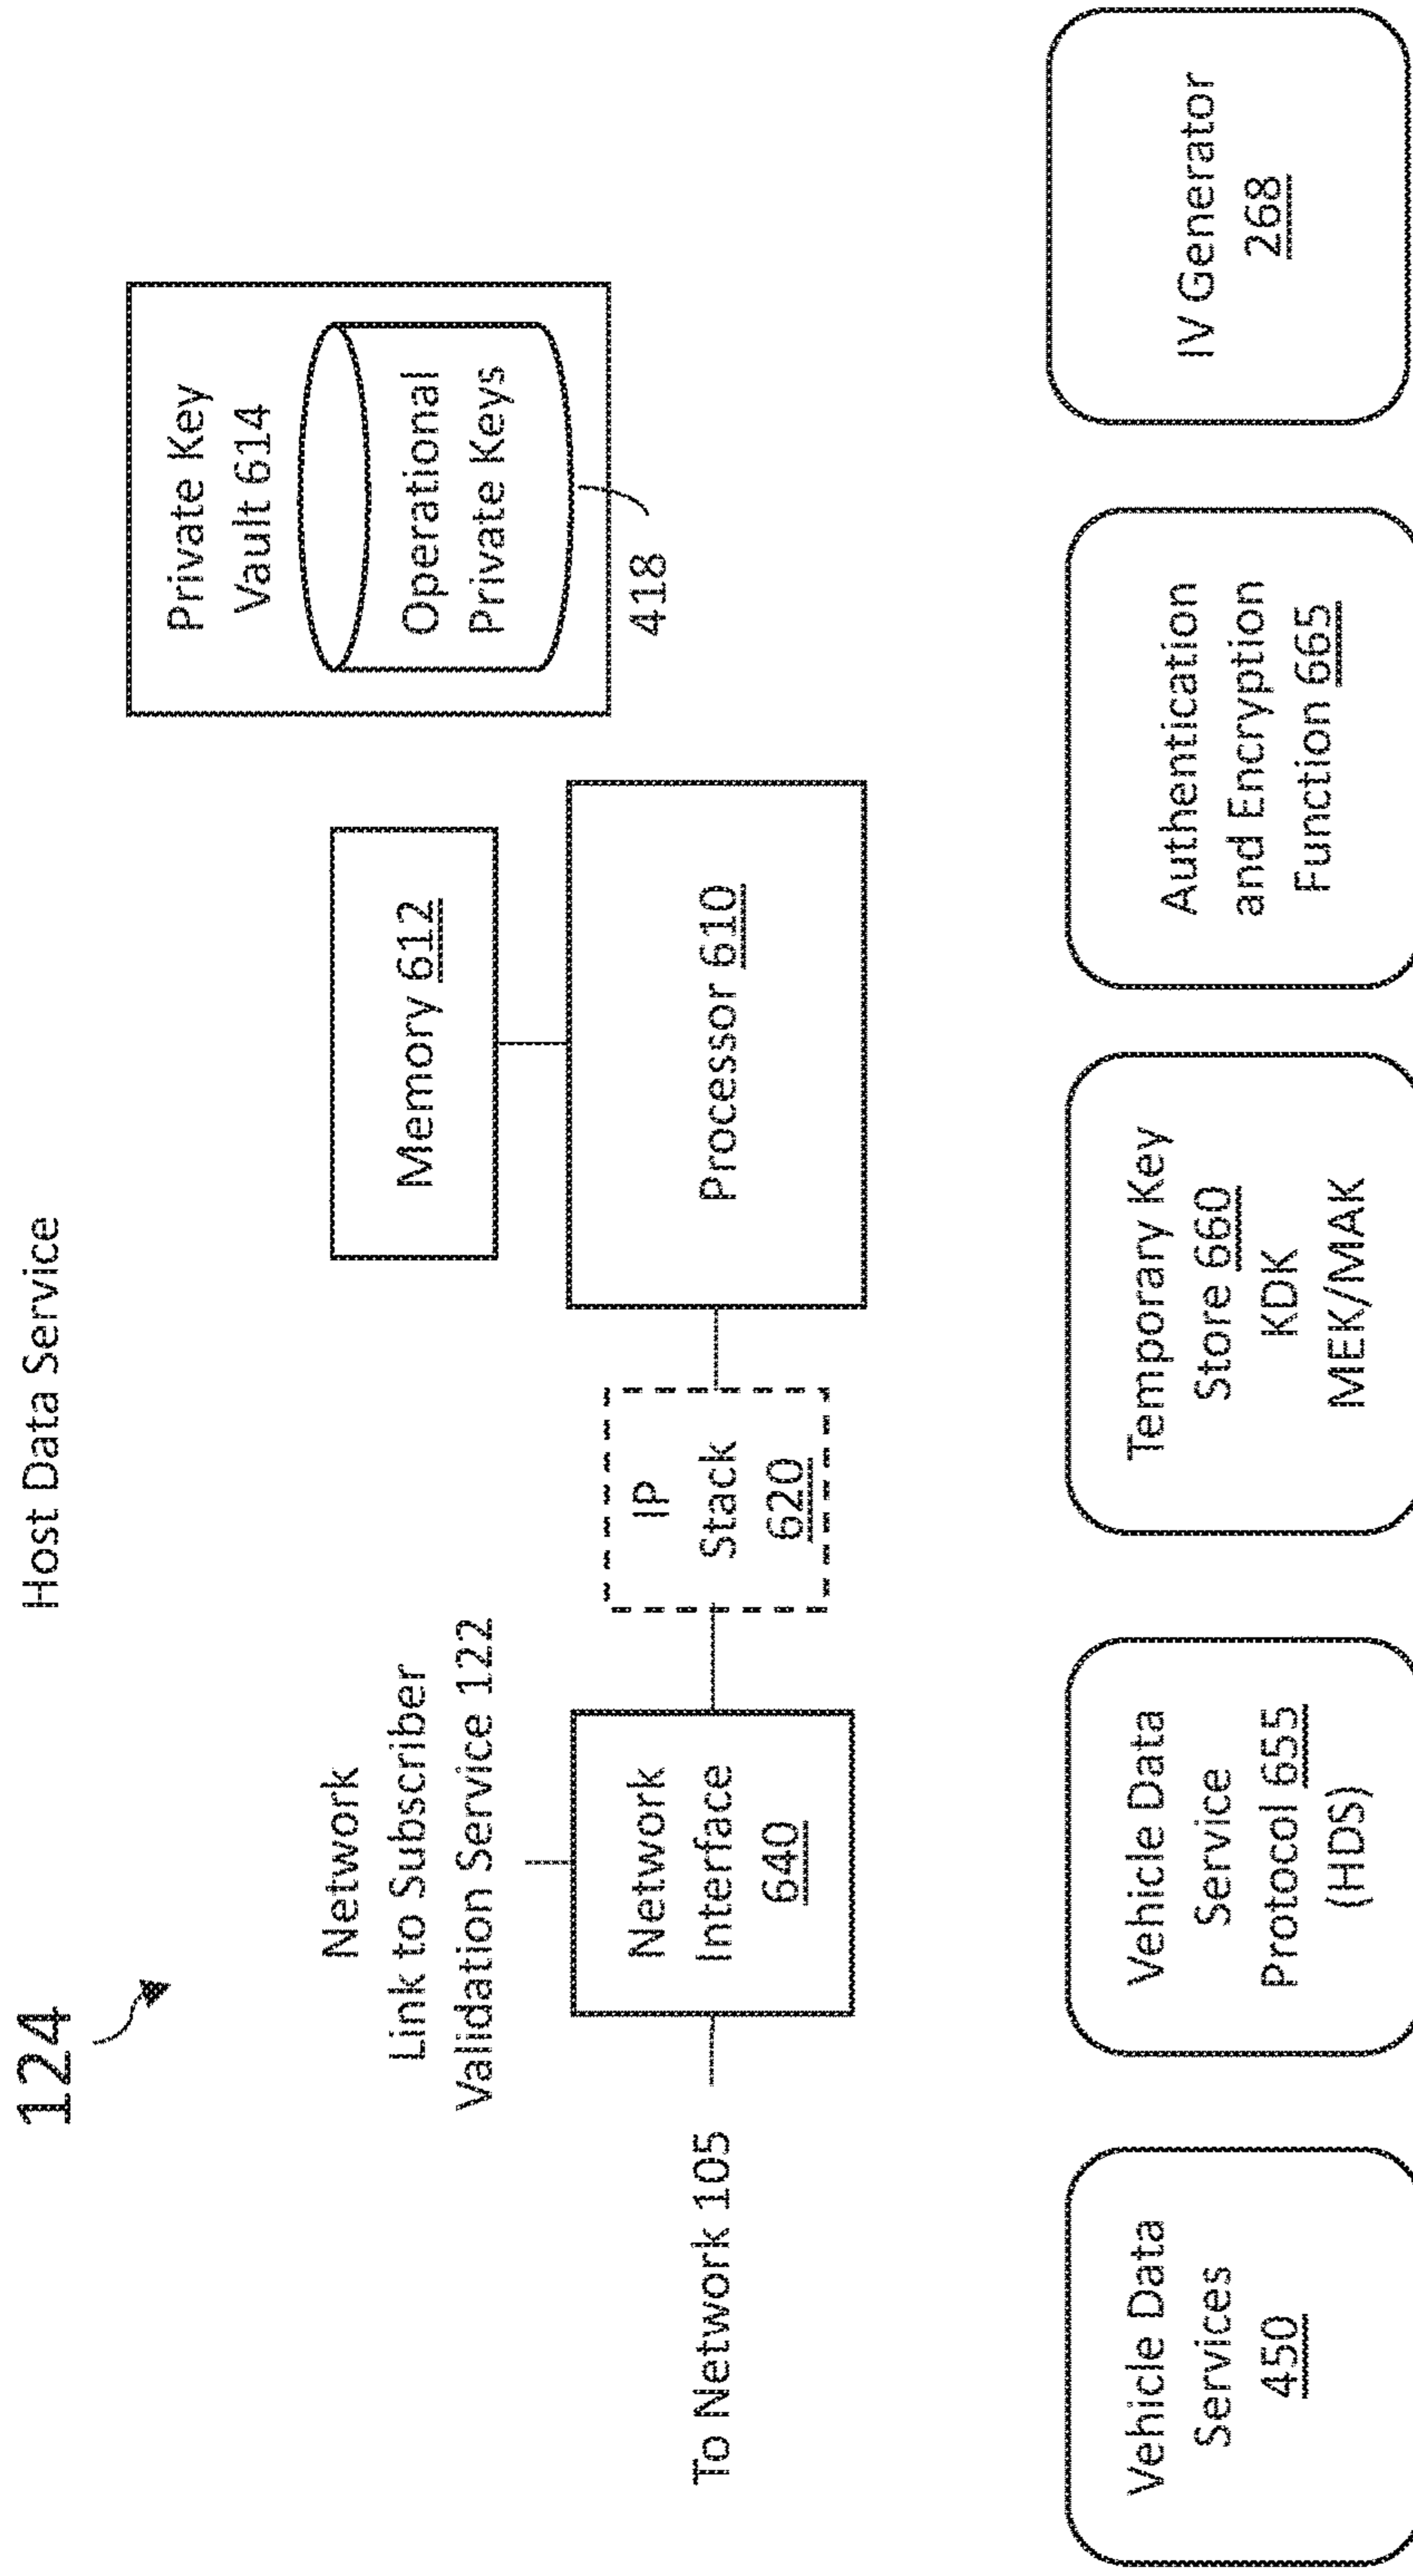 Host Data Service
124
Private Key
Vault 614
Operational
Private Keys
418
Memory 612
Processor 610
Network
Link to Subscriber
Validation Service 122
IP
Stack
620
Network
Interface
640
To Network 105
Vehicle Data
Services
450
Vehicle Data
Service
Protocol 655
(HDS)
Temporary Key
Store 660
KDK
MEK/MAK
Authentication
and Encryption
Function 665
IV Generator
268